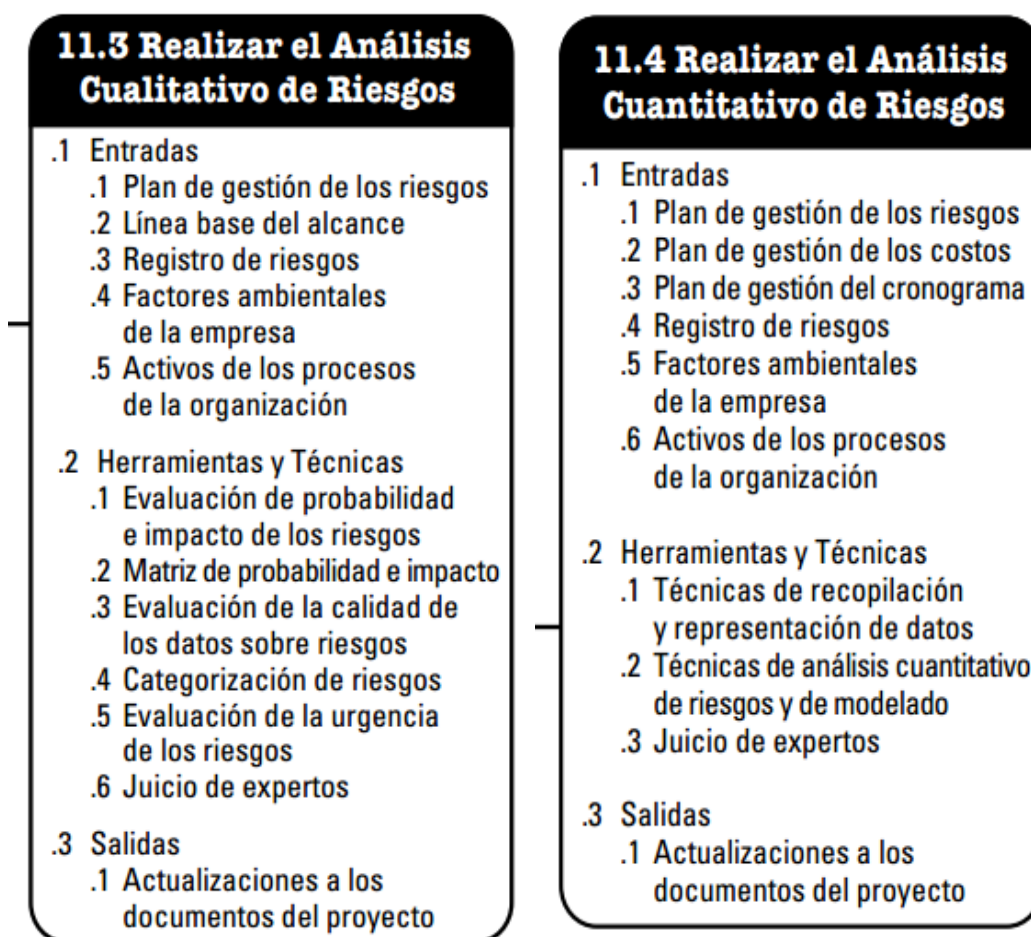 11.3 Realizar el Análisis
Cualitativo de Riesgos
.1 Entradas
.1 Plan de gestión de los riesgos
.2 Línea base del alcance
.3 Registro de riesgos
.4 Factores ambientales
de la empresa
.5 Activos de los procesos
de la organización
.2 Herramientas y Técnicas
.1 Evaluación de probabilidad
e impacto de los riesgos
.2 Matriz de probabilidad e impacto
.3 Evaluación de la calidad de
los datos sobre riesgos
.4 Categorización de riesgos
.5 Evaluación de la urgencia
de los riesgos
.6 Juicio de expertos
.3 Salidas
.1 Actualizaciones a los
documentos del proyecto
11.4 Realizar el Análisis
Cuantitativo de Riesgos
.1 Entradas
.1 Plan de gestión de los riesgos
.2 Plan de gestión de los costos
.3 Plan de gestión del cronograma
.4 Registro de riesgos
.5 Factores ambientales
de la empresa
.6 Activos de los procesos
de la organización
.2 Herramientas y Técnicas
.1 Técnicas de recopilación
y representación de datos
.2 Técnicas de análisis cuantitativo
de riesgos y de modelado
.3 Juicio de expertos
.3 Salidas
.1 Actualizaciones a los
documentos del proyecto